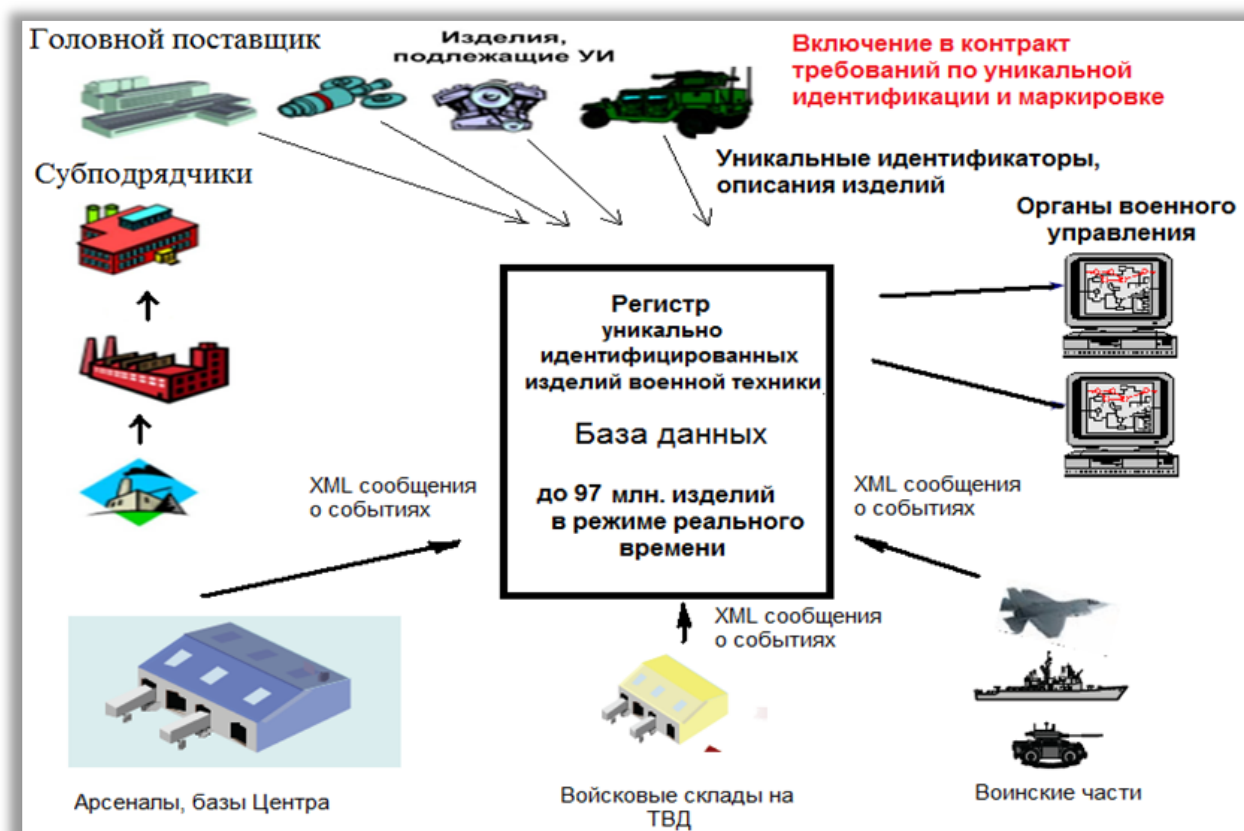 Головной поставщик
Изделия,
подлежащие УИ
Включение в контракт
требований по уникальной
идентификации и маркировке
Субподрядчики
Уникальные идентификаторы,
описания изделий
Органы военного
управления
Регистр
уникально
идентифицированных
изделий военной техники
База данных
до 97 млн. изделий
в режиме реального
времени
XML сообщения
о событиях
XML сообщения
о событиях
XML сообщения
о событиях
Арсеналы, базы Центра
Войсковые склады на
ТВД
Воинские части